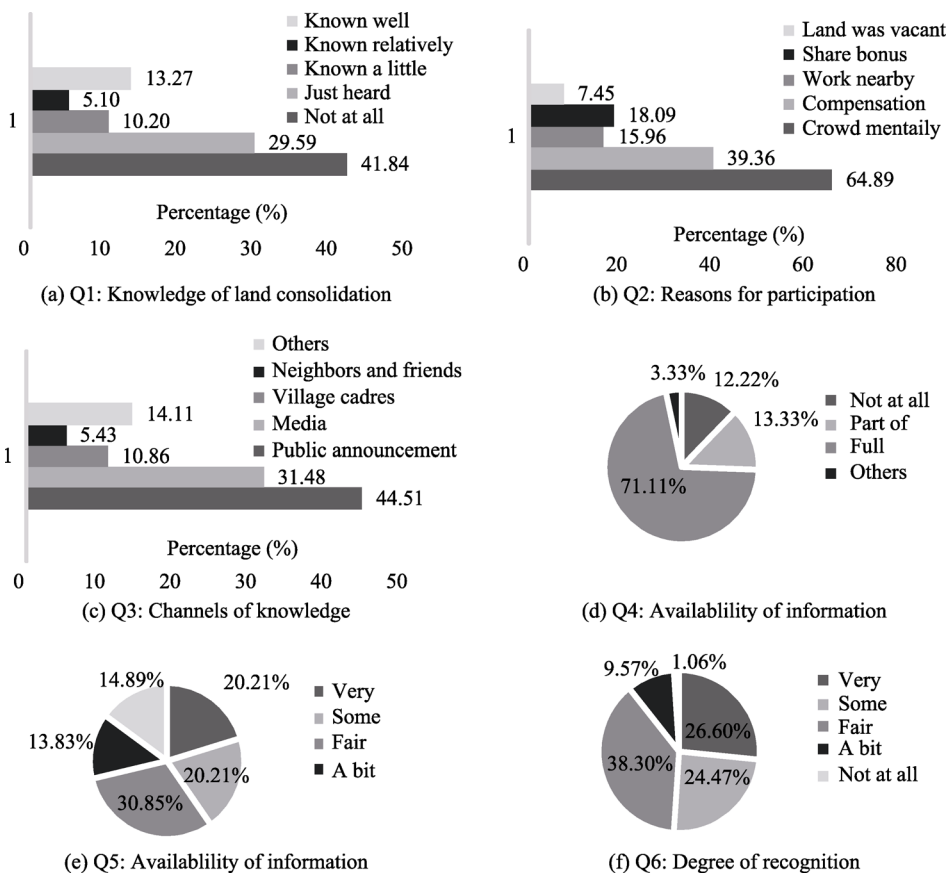 Known well
Known relatively
Known a little
Just heard
Not at all
13.27
5.10
10.20
29.59
41.84
1
Percentage (%)
0 10 20 30 40 50
(a) Q1: Knowledge of land consolidation
Land was vacant
Share bonus
Work nearby
Compensation
Crowd mentaily
7.45
18.09
15.96
39.36
64.89
1
Percentage (%)
0 20 40 60 80
(b) Q2: Reasons for participation
Others
Neighbors and friends
Village cadres
Media
Public announcement
14.11
5.43
10.86
31.48
44.51
1
Percentage (%)
0 10 20 30 40 50
(c) Q3: Channels of knowledge
3.33%
12.22%
13.33%
71.11%
Not at all
Part of
Full
Others
(d) Q4: Availablility of information
14.89%
20.21%
13.83%
20.21%
30.85%
Very
Some
Fair
A bit
(e) Q5: Availablility of information
9.57%
1.06%
26.60%
38.30%
24.47%
Very
Some
Fair
A bit
Not at all
(f) Q6: Degree of recognition